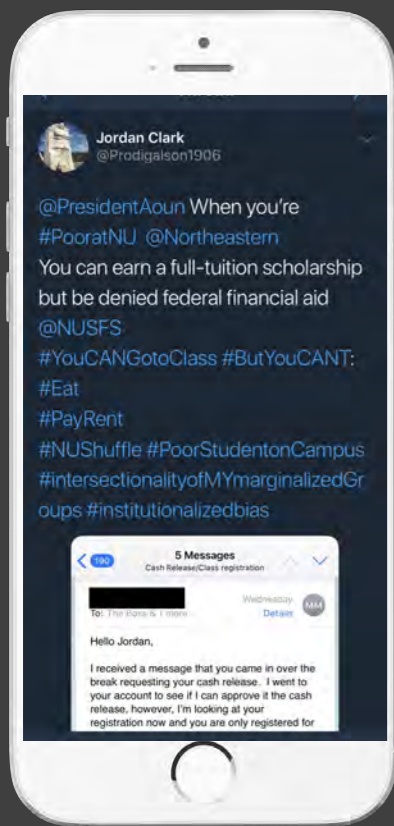 Jordan Clark
@Prodigalson1906
@PresidentAoun When you're
#PooratNU @Northeastern
You can earn a full-tuition scholarship
but be denied federal financial aid
@NUSFS
#YouCANGotoClass #ButYouCANT:
#Eat
#PayRent
#NUShuffle #PoorStudentonCampus
#intersectionalityofMYmarginalizedGr
oups #institutionalizedbias
190
5 Messages
Cash Release/Class registration
Wednesday
MM
To: The Boss & 1 more
Details
Hello Jordan,
I received a message that you came in over the
break requesting your cash release. I went to
your account to see if I can approve it the cash
release, however, I'm looking at your
registration now and you are only registered for